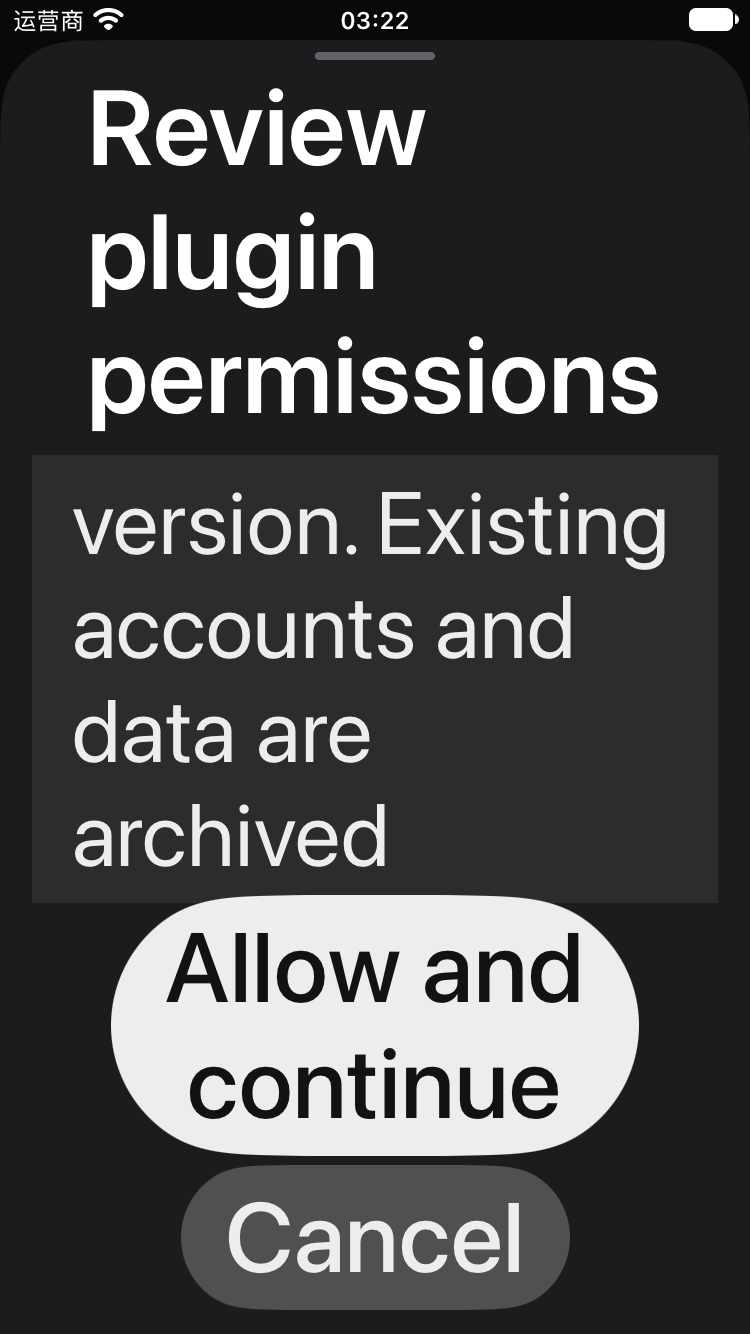 运营商
03:22
Review
plugin
permissions
version. Existing
accounts and
data are
archived
Allow and
continue
Cancel